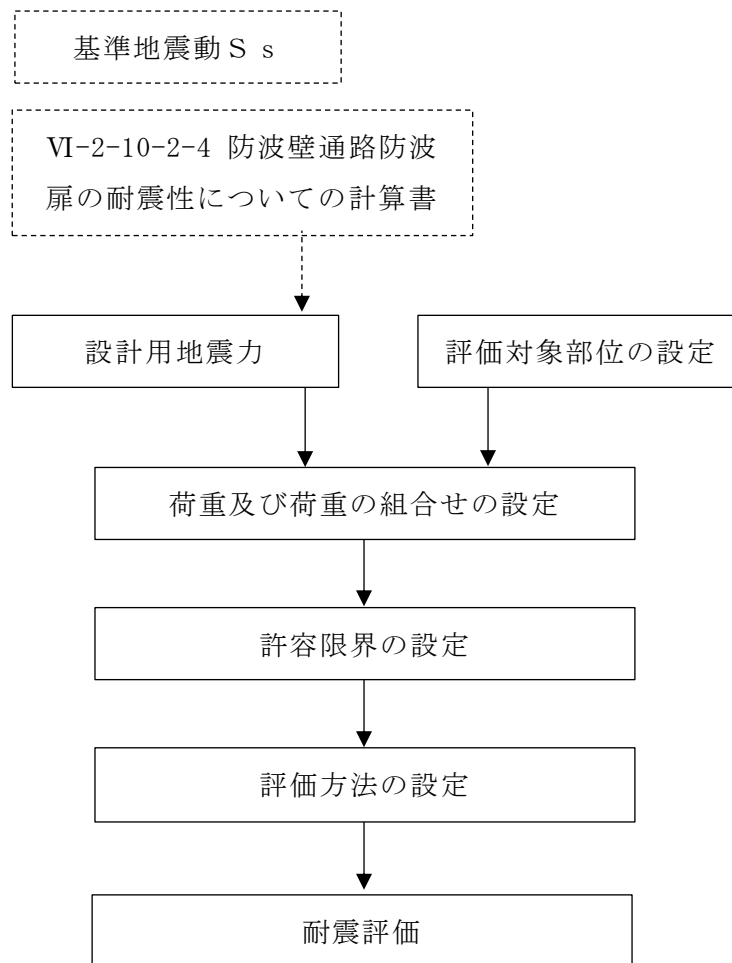 基準地震動Ｓｓ
Ⅵ-2-10-2-4 防波壁通路防波
扉の耐震性についての計算書
設計用地震力
評価対象部位の設定
荷重及び荷重の組合せの設定
許容限界の設定
評価方法の設定
耐震評価